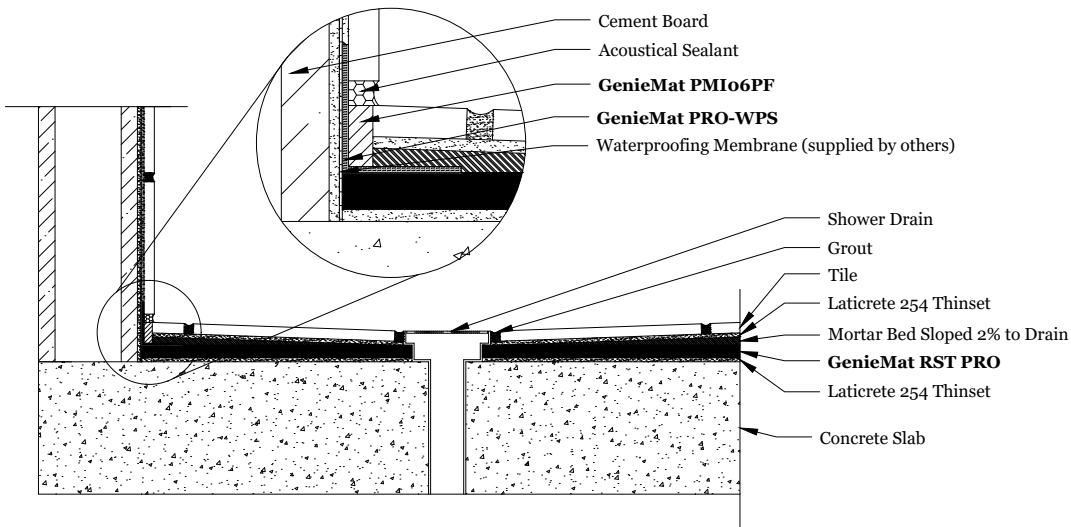 Cement Board
Acoustical Sealant
GenieMat PMI06PF
GenieMat PRO-WPS
Waterproofing Membrane (supplied by others)
Shower Drain
Grout
Tile
Laticrete 254 Thinset
Mortar Bed Sloped 2% to Drain
GenieMat RST PRO
Laticrete 254 Thinset
Concrete Slab